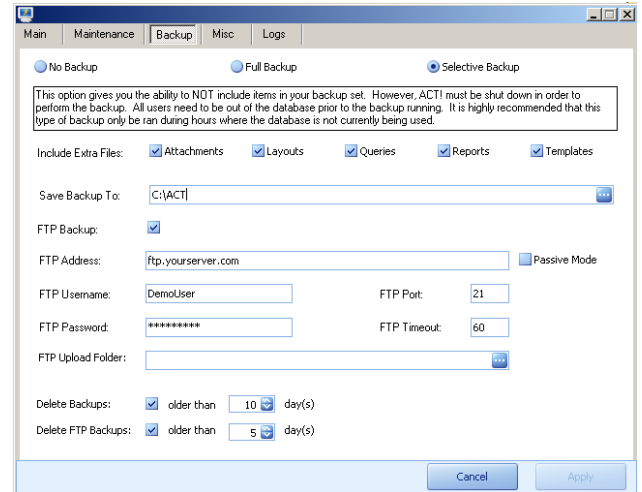 Main Maintenance Backup Misc Logs
No Backup Full Backup Selective Backup
This option gives you the ability to NOT include items in your backup set. However, ACT! must be shut down in order to
perform the backup. All users need to be out of the database prior to the backup running. It is highly recommended that this
type of backup only be ran during hours where the database is not currently being used.
Include Extra Files: Attachments Layouts Queries Reports Templates
Save Backup To: C:\ACT
FTP Backup:
FTP Address: ftp.yourserver.com Passive Mode
FTP Username: DemoUser FTP Port: 21
FTP Password: ********* FTP Timeout: 60
FTP Upload Folder:
Delete Backups: older than 10 day(s)
Delete FTP Backups: older than 5 day(s)
Cancel Apply